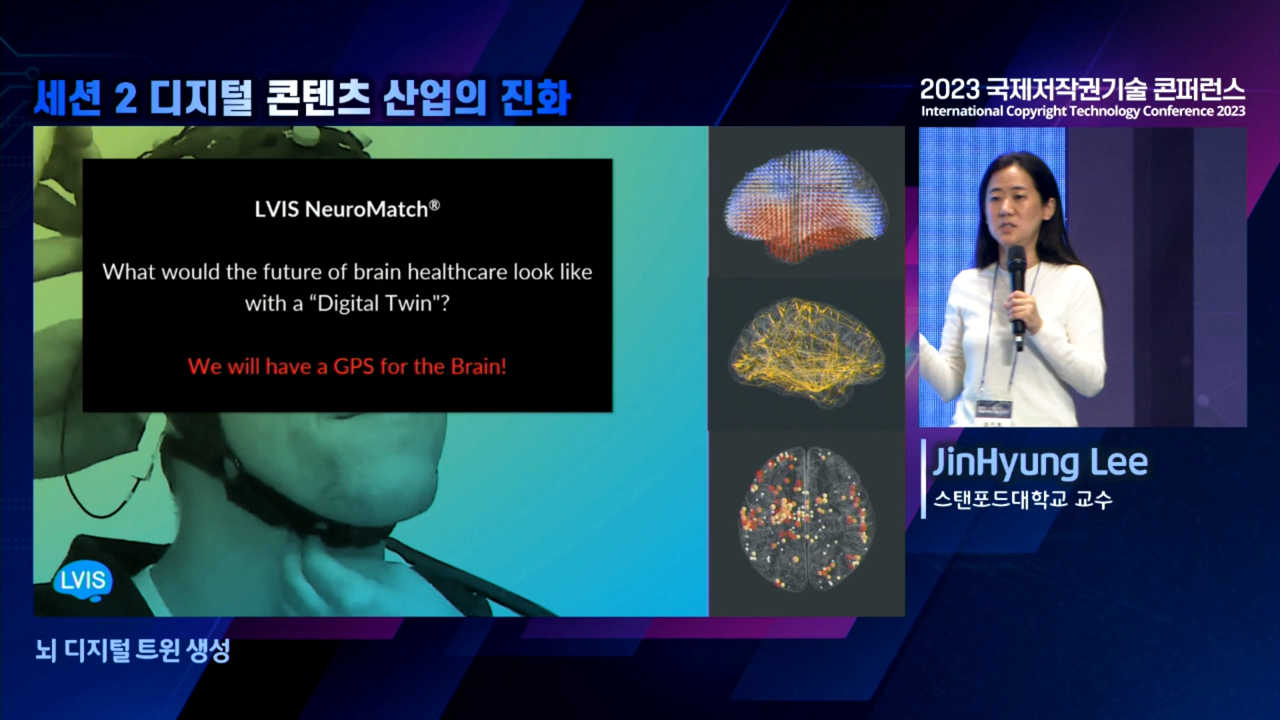 세션 2 디지털 콘텐츠 산업의 진화
2023 국제저작권기술 콘퍼런스
International Copyright Technology Conference 2023
LVIS NeuroMatch®
What would the future of brain healthcare look like
with a “Digital Twin"?
We will have a GPS for the Brain!
LVIS
JinHyung Lee
스탠포드대학교 교수
뇌 디지털 트윈 생성